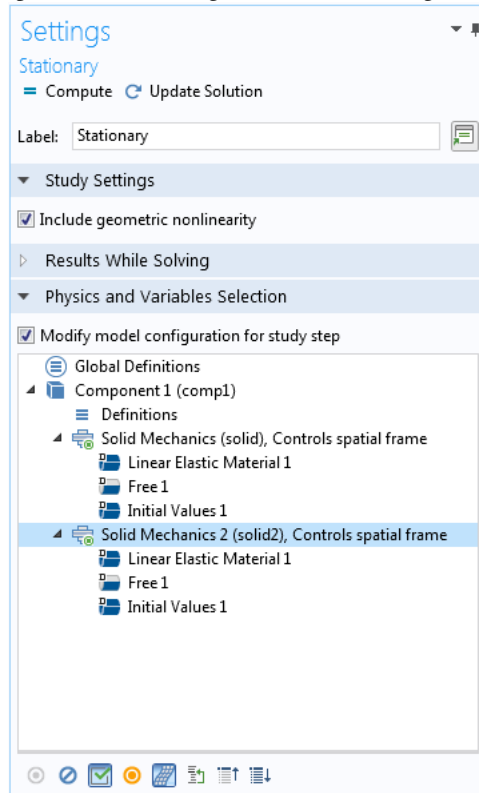 Settings
Stationary
= Compute Update Solution
Label: Stationary
Study Settings
Include geometric nonlinearity
Results While Solving
Physics and Variables Selection
Modify model configuration for study step
Global Definitions
Component 1 (comp1)
Definitions
Solid Mechanics (solid), Controls spatial frame
Linear Elastic Material 1
Free 1
Initial Values 1
Solid Mechanics 2 (solid2), Controls spatial frame
Linear Elastic Material 1
Free 1
Initial Values 1